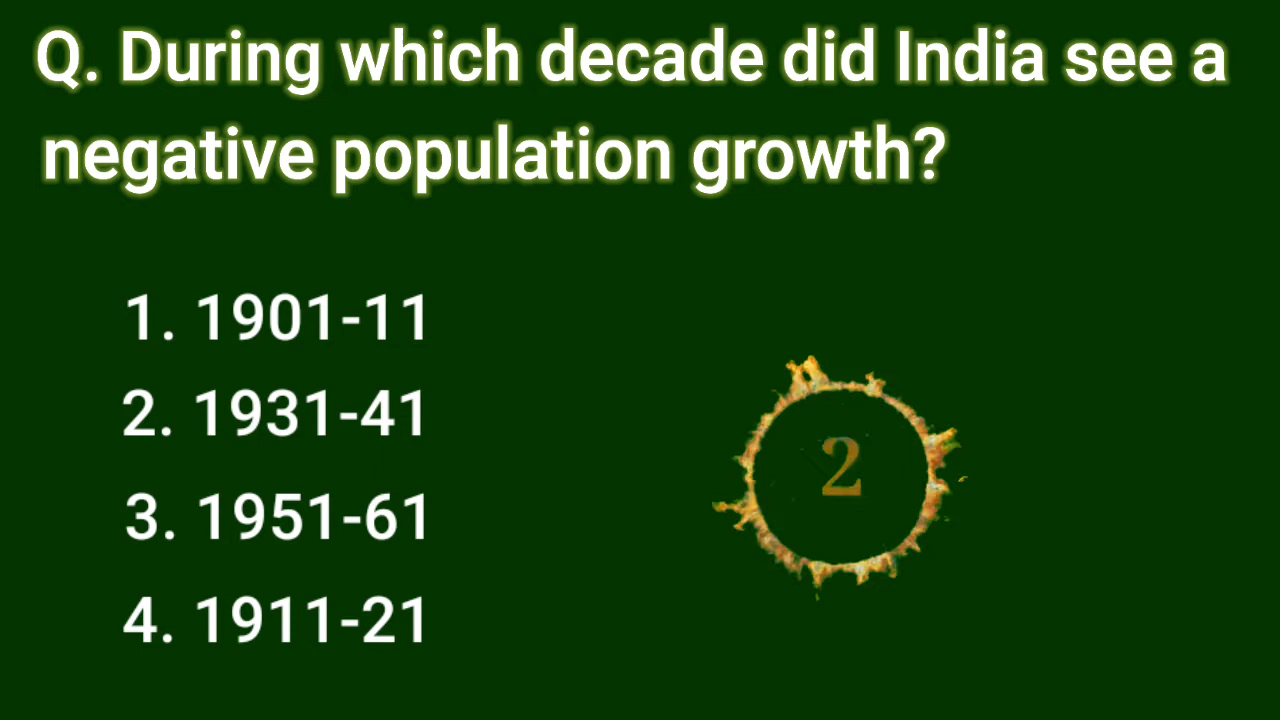 Q. During which decade did India see a
negative population growth?
1. 1901-11
2. 1931-41
2
3. 1951-61
4. 1911-21